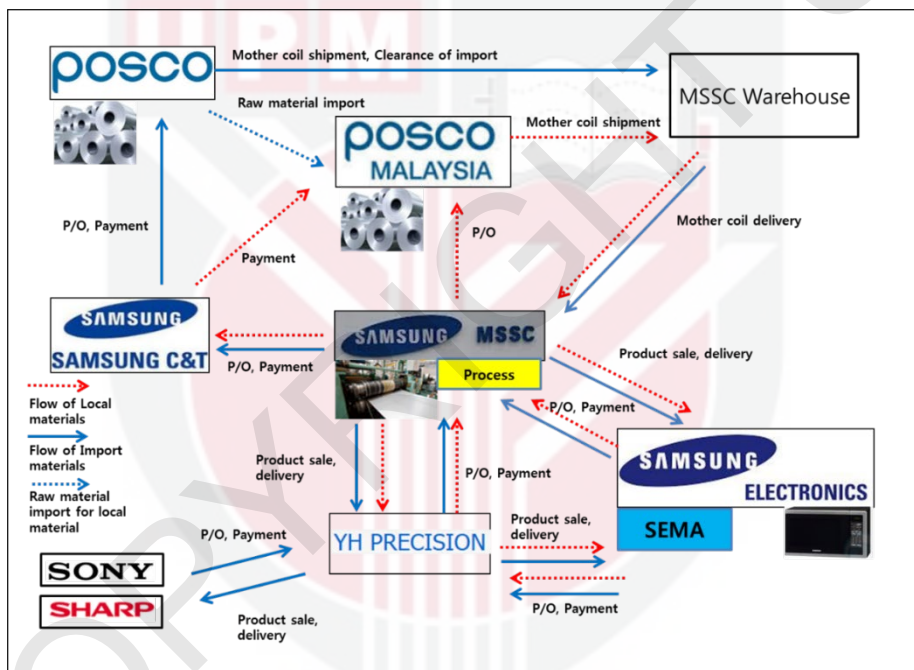 UPM
COPYRIGHT U
posco
Mother coil shipment, Clearance of import
MSSC Warehouse
Raw material import
posco
MALAYSIA
Mother coil shipment
P/O, Payment
Payment
P/O
Mother coil delivery
SAMSUNG
SAMSUNG C&T
P/O, Payment
SAMSUNG MSSC
Process
Product sale, delivery
P/O, Payment
Flow of Local
materials
Flow of Import
materials
Raw material
import for local
material
Product sale,
delivery
P/O, Payment
SAMSUNG
ELECTRONICS
SEMA
P/O, Payment
YH PRECISION
Product sale,
delivery
SONY
SHARP
Product sale,
delivery
P/O, Payment